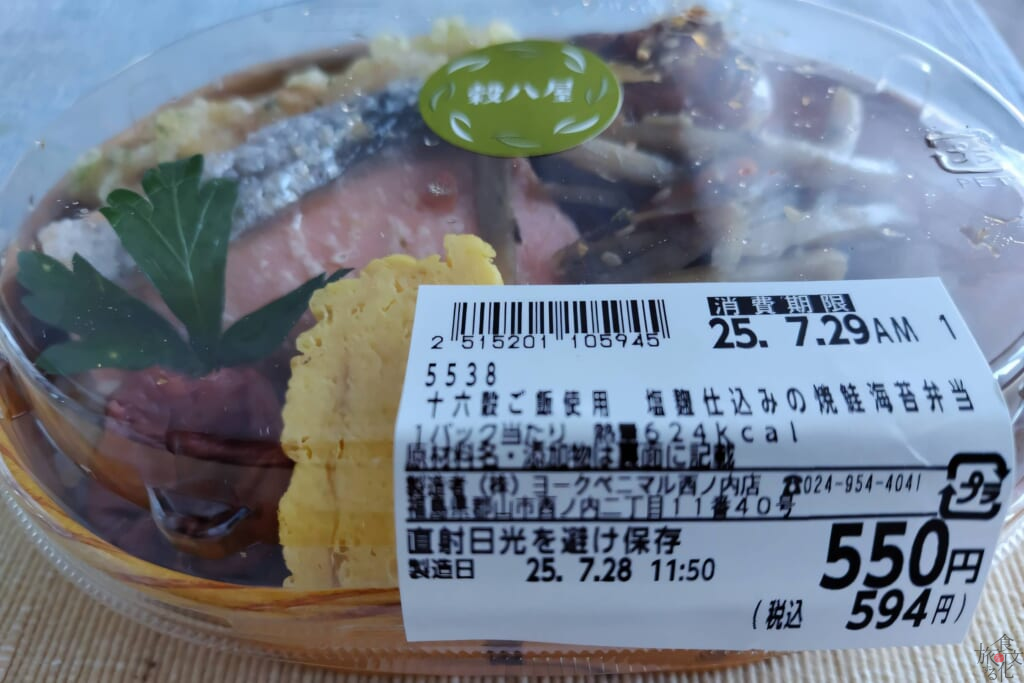 穀八屋
PET
消費期限
25. 7.29AM 1
2 515201 105945
5538
十六穀ご飯使用 塩麹仕込みの焼鮭海苔弁当
1パック当たり 熱量624Kcal
原材料名・添加物は裏面に記載
製造者(株)ヨークベニマル西ノ内店 ☎024-954-4041
福島県郡山市西ノ内二丁目11番40号
プラ
直射日光を避け保存
550円
製造日 25. 7.28 11:50
(税込 594円)